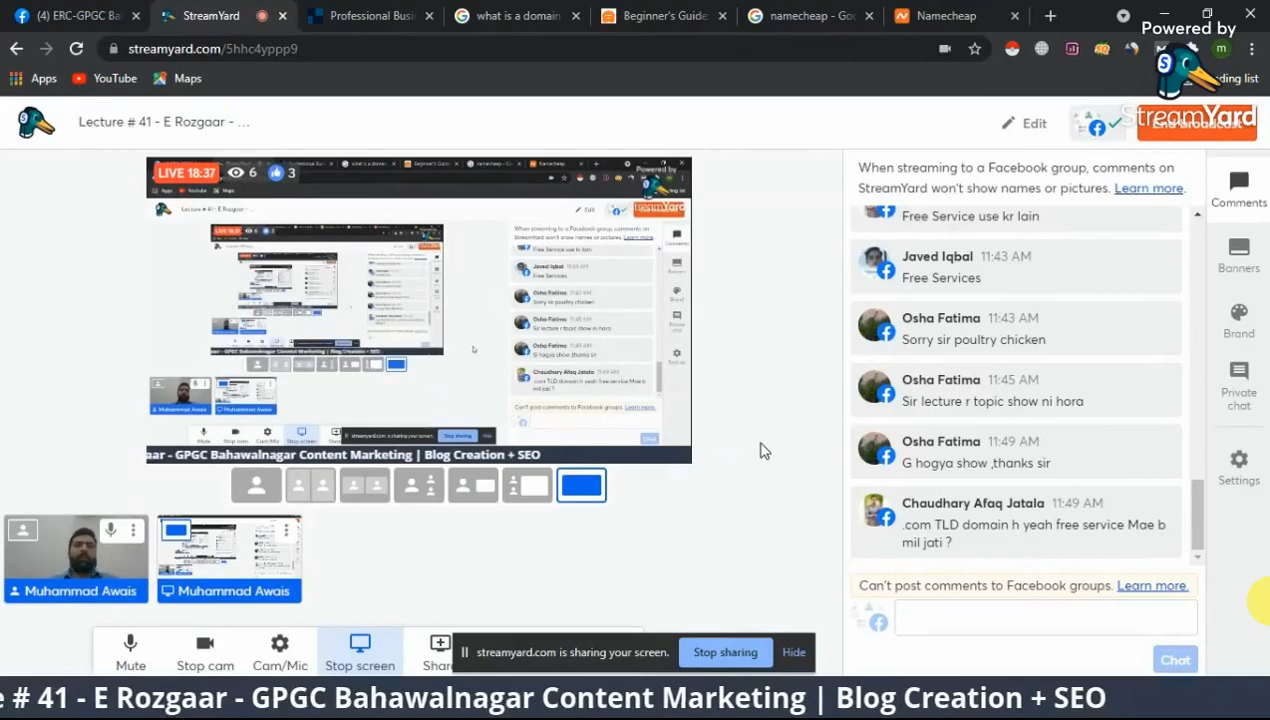 (4) ERC-GPGC Ba
StreamYard
Professional Busi
what is a domain
Beginner's Guide
namecheap - Goo
Namecheap
streamyard.com/5hhc4yppp9
Powered by
StreamYard
Apps
YouTube
Maps
ding list
Lecture # 41 - E Rozgaar - ...
Edit
End broadcast
LIVE 18:37
6
3
When streaming to a Facebook group, comments on
StreamYard won't show names or pictures. Learn more.
Free Service use kr lain
Javed Iqbal 11:43 AM
Free Services
Osha Fatima 11:43 AM
Sorry sir poultry chicken
Osha Fatima 11:45 AM
Sir lecture r topic show ni hora
Osha Fatima 11:49 AM
G hogya show ,thanks sir
Chaudhary Afaq Jatala 11:49 AM
.com TLD domain h yeah free service Mae b
mil jati ?
Can't post comments to Facebook groups. Learn more.
Chat
Comments
Banners
Brand
Private
chat
Settings
aar - GPGC Bahawalnagar Content Marketing | Blog Creation + SEO
Muhammad Awais
Muhammad Awais
Mute
Stop cam
Cam/Mic
Stop screen
Shar
streamyard.com is sharing your screen.
Stop sharing
Hide
e # 41 - E Rozgaar - GPGC Bahawalnagar Content Marketing | Blog Creation + SEO